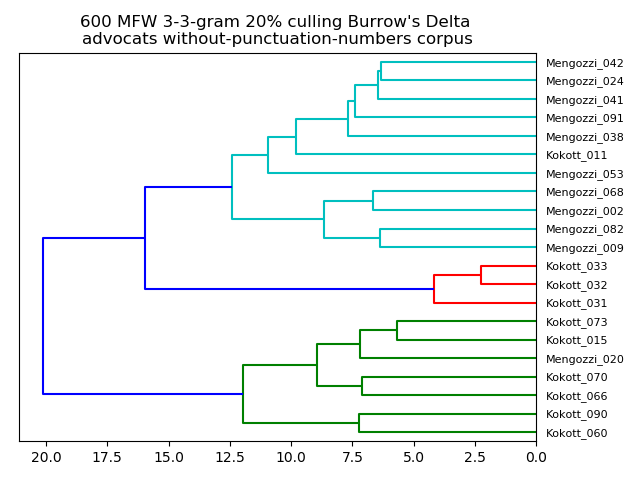 600 MFW 3-3-gram 20% culling Burrow's Delta
advocats without-punctuation-numbers corpus
Mengozzi_042
Mengozzi_024
Mengozzi_041
Mengozzi_091
Mengozzi_038
Kokott_011
Mengozzi_053
Mengozzi_068
Mengozzi_002
Mengozzi_082
Mengozzi_009
Kokott_033
Kokott_032
Kokott_031
Kokott_073
Kokott_015
Mengozzi_020
Kokott_070
Kokott_066
Kokott_090
Kokott_060
20.0 17.5 15.0 12.5 10.0 7.5 5.0 2.5 0.0